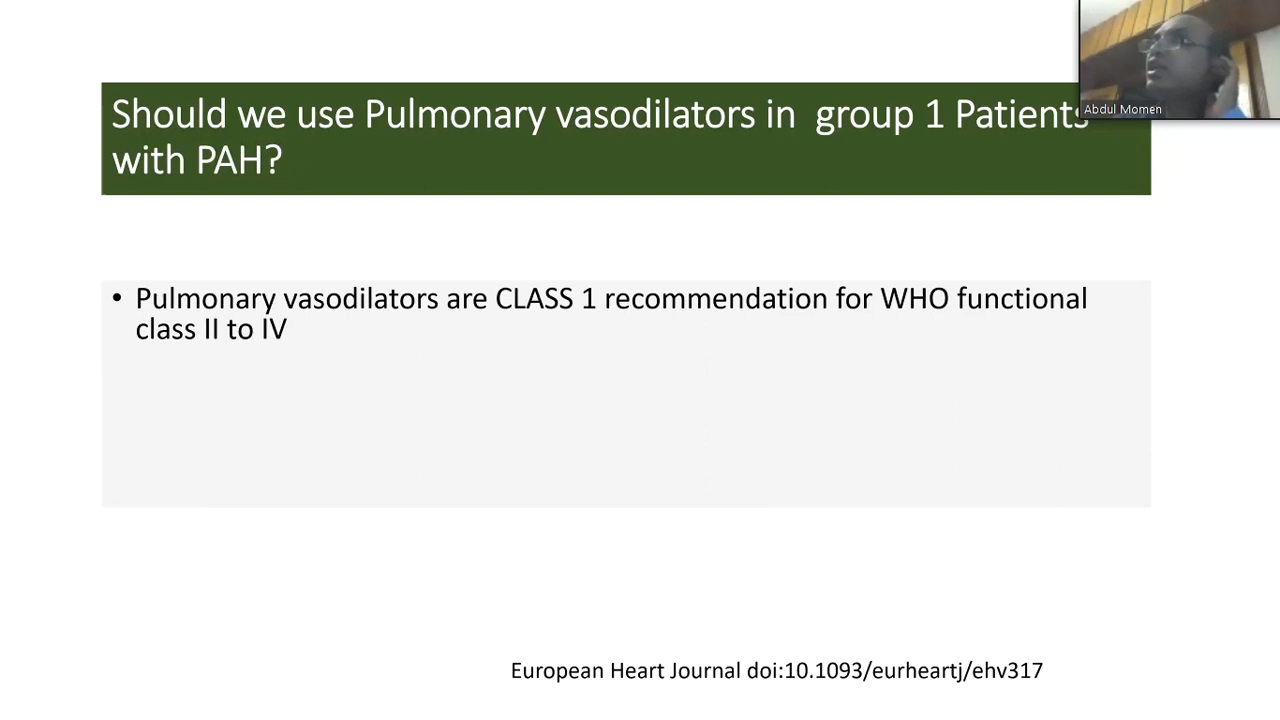 Should we use Pulmonary vasodilators in  group 1 Patients
with PAH?
Abdul Momen
• Pulmonary vasodilators are CLASS 1 recommendation for WHO functional
class II to IV
European Heart Journal doi:10.1093/eurheartj/ehv317